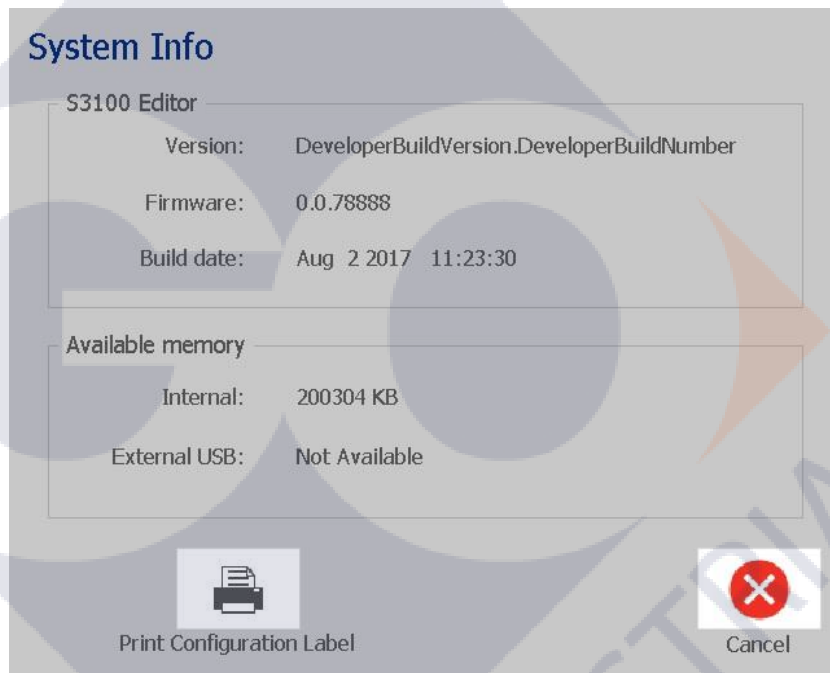 System Info
S3100 Editor
Version: DeveloperBuildVersion.DeveloperBuildNumber
Firmware: 0.0.78888
Build date: Aug 2 2017 11:23:30
Available memory
Internal: 200304 KB
External USB: Not Available
Print Configuration Label
Cancel
GO